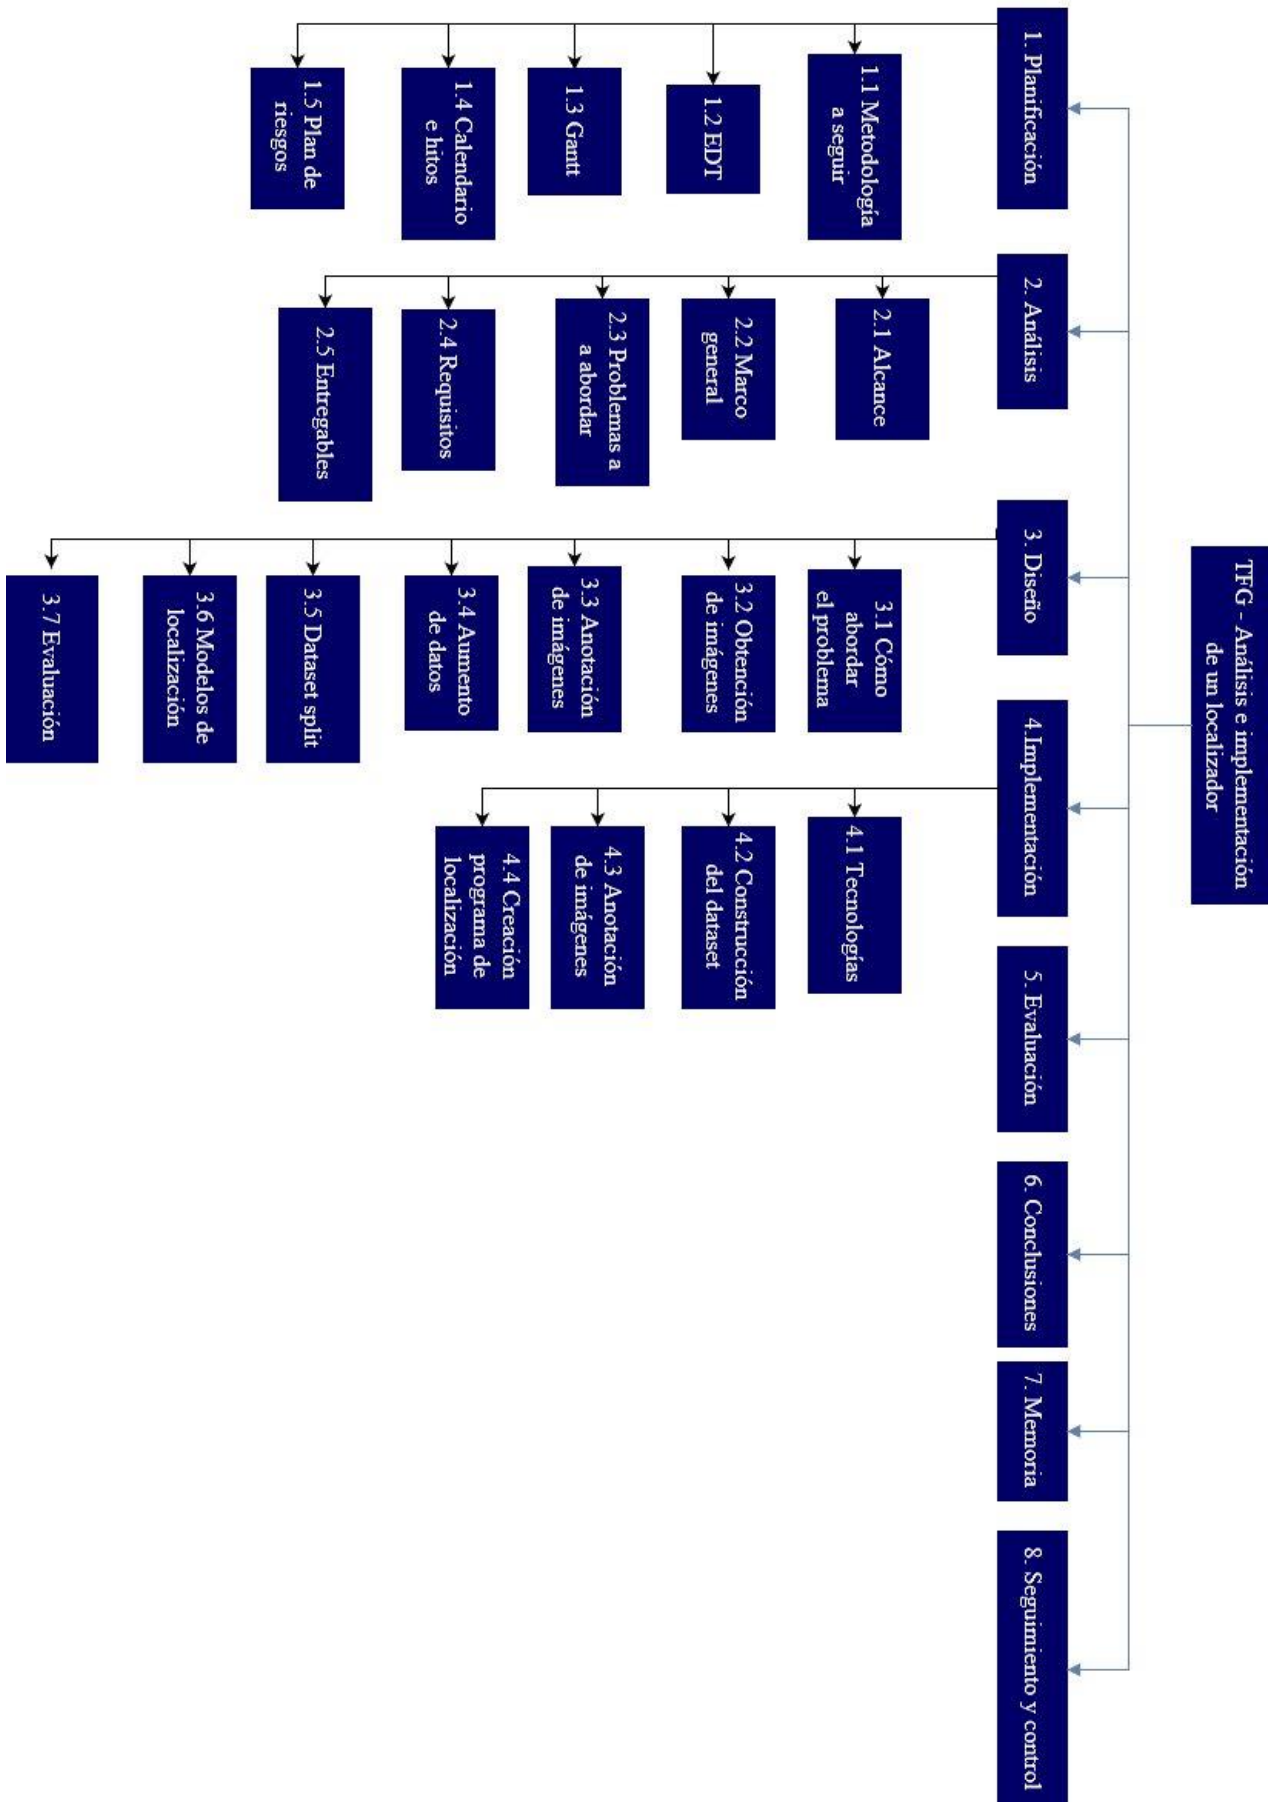 TFG - Análisis e implementación
de un localizador
1. Planificación
1.1 Metodología
a seguir
1.2 EDT
1.3 Gantt
1.4 Calendario
e hitos
1.5 Plan de
riesgos
2. Análisis
2.1 Alcance
2.2 Marco
general
2.3 Problemas a
a abordar
2.4 Requisitos
2.5 Entregables
3. Diseño
3.1 Cómo
abordar
el problema
3.2 Obtención
de imágenes
3.3 Anotación
de imágenes
3.4 Aumento
de datos
3.5 Dataset split
3.6 Modelos de
localización
3.7 Evaluación
4.Implementación
4.1 Tecnologías
4.2 Construcción
del dataset
4.3 Anotación
de imágenes
4.4 Creación
programa de
localización
5. Evaluación
6. Conclusiones
7. Memoria
8. Seguimiento y control